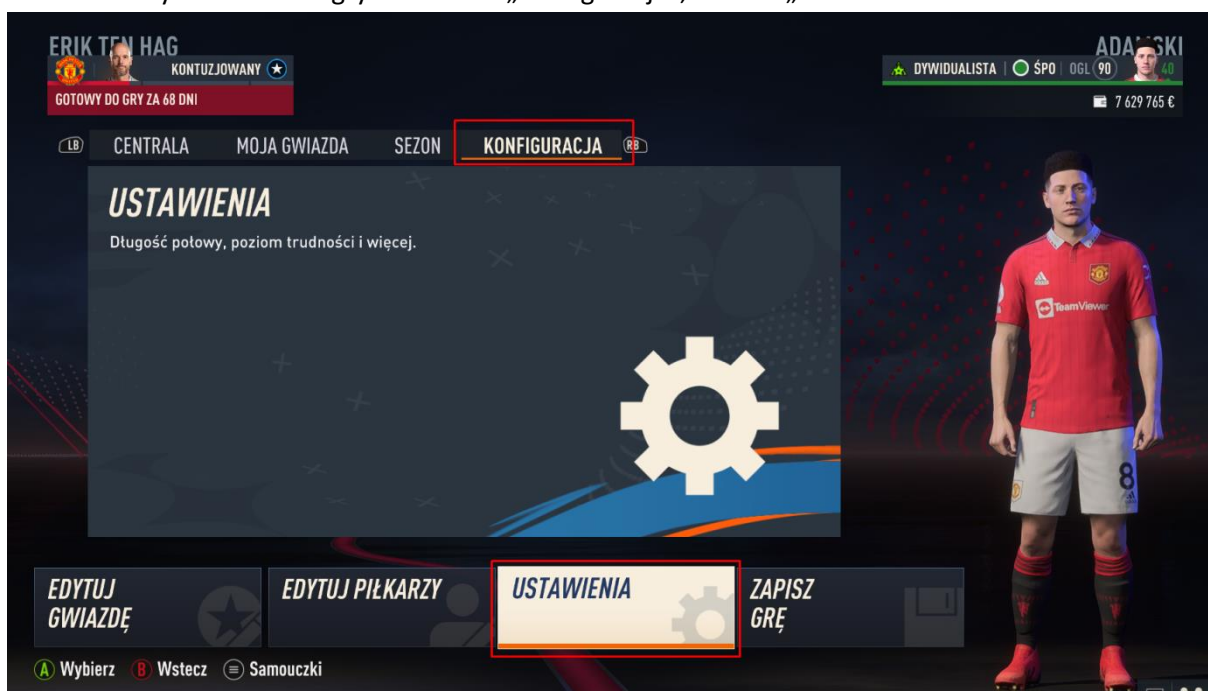 ERIK TEN HAG
KONTUZJOWANY
GOTOWY DO GRY ZA 68 DNI
DYWIDUALISTA | ŚPO | OGL 90 40
7 629 765 €
LB CENTRALA MOJA GWIAZDA SEZON KONFIGURACJA RB
USTAWIENIA
Długość połowy, poziom trudności i więcej.
TeamViewer
8
EDYTUJ GWIAZDĘ
EDYTUJ PIŁKARZY
USTAWIENIA
ZAPISZ GRĘ
A Wybierz B Wstecz Samouczki